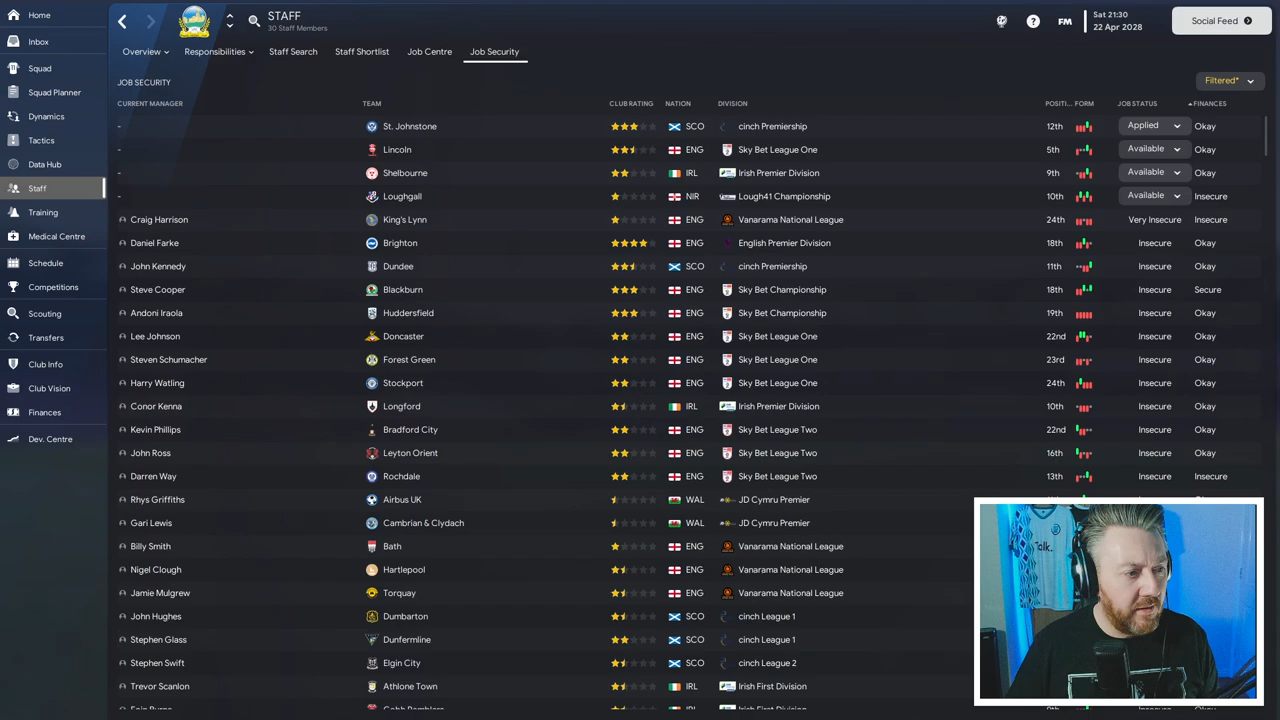 Home
STAFF
30 Staff Members
FM
Sat 21:30
22 Apr 2028
Social Feed
Inbox
Squad
Squad Planner
Dynamics
Tactics
Data Hub
Staff
Training
Medical Centre
Schedule
Competitions
Scouting
Transfers
Club Info
Club Vision
Finances
Dev. Centre
Overview Responsibilities Staff Search Staff Shortlist Job Centre Job Security
JOB SECURITY Filtered*
CURRENT MANAGER TEAM CLUB RATING NATION DIVISION POSITI... FORM JOB STATUS FINANCES
- St. Johnstone SCO cinch Premiership 12th Applied Okay
- Lincoln ENG Sky Bet League One 5th Available Okay
- Shelbourne IRL Irish Premier Division 9th Available Okay
- Loughgall NIR Lough41 Championship 10th Available Insecure
Craig Harrison King's Lynn ENG Vanarama National League 24th Very Insecure Insecure
Daniel Farke Brighton ENG English Premier Division 18th Insecure Okay
John Kennedy Dundee SCO cinch Premiership 11th Insecure Okay
Steve Cooper Blackburn ENG Sky Bet Championship 18th Insecure Secure
Andoni Iraola Huddersfield ENG Sky Bet Championship 19th Insecure Okay
Lee Johnson Doncaster ENG Sky Bet League One 22nd Insecure Okay
Steven Schumacher Forest Green ENG Sky Bet League One 23rd Insecure Okay
Harry Watling Stockport ENG Sky Bet League One 24th Insecure Okay
Conor Kenna Longford IRL Irish Premier Division 10th Insecure Okay
Kevin Phillips Bradford City ENG Sky Bet League Two 22nd Insecure Okay
John Ross Leyton Orient ENG Sky Bet League Two 16th Insecure Okay
Darren Way Rochdale ENG Sky Bet League Two 13th Insecure Insecure
Rhys Griffiths Airbus UK WAL JD Cymru Premier
Gari Lewis Cambrian & Clydach WAL JD Cymru Premier
Billy Smith Bath ENG Vanarama National League
Nigel Clough Hartlepool ENG Vanarama National League
Jamie Mulgrew Torquay ENG Vanarama National League
John Hughes Dumbarton SCO cinch League 1
Stephen Glass Dunfermline SCO cinch League 1
Stephen Swift Elgin City SCO cinch League 2
Trevor Scanlon Athlone Town IRL Irish First Division
Talk.